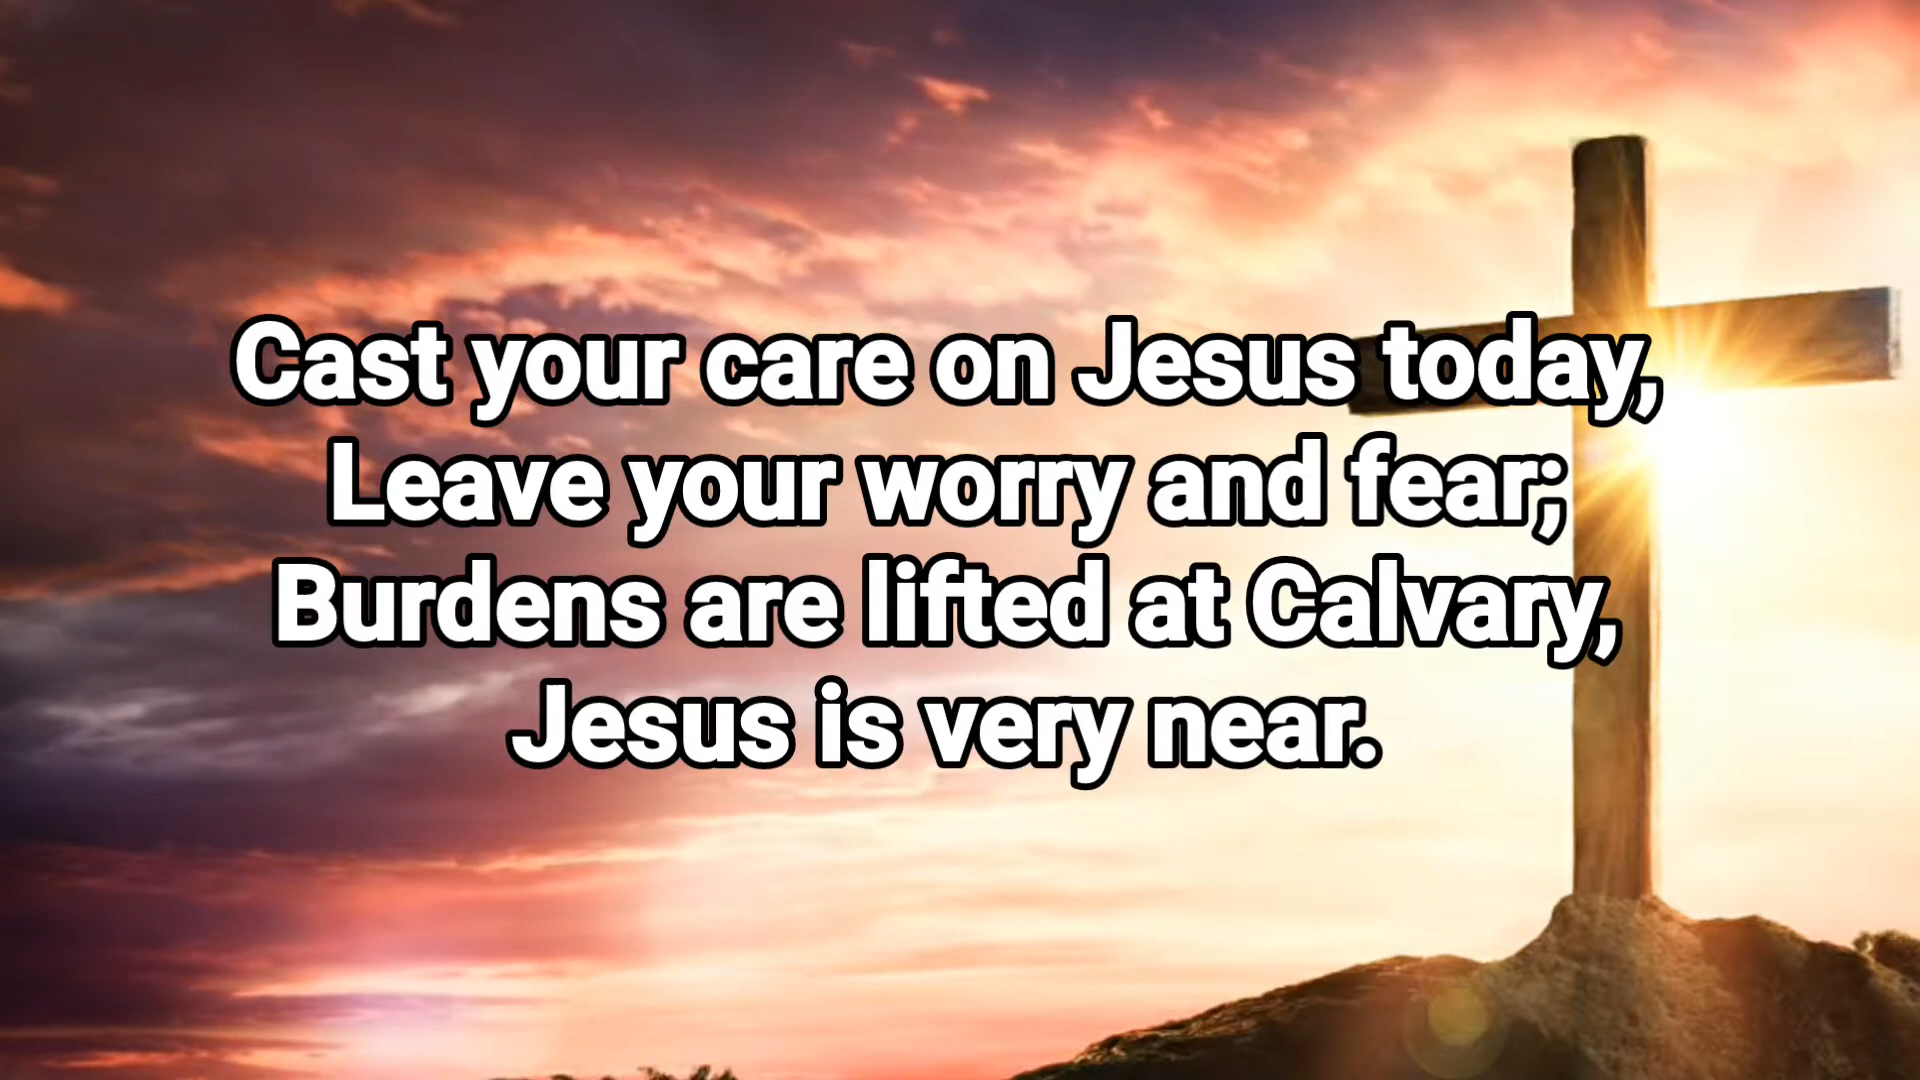 Cast your care on Jesus today,
Leave your worry and fear;
Burdens are lifted at Calvary,
Jesus is very near.